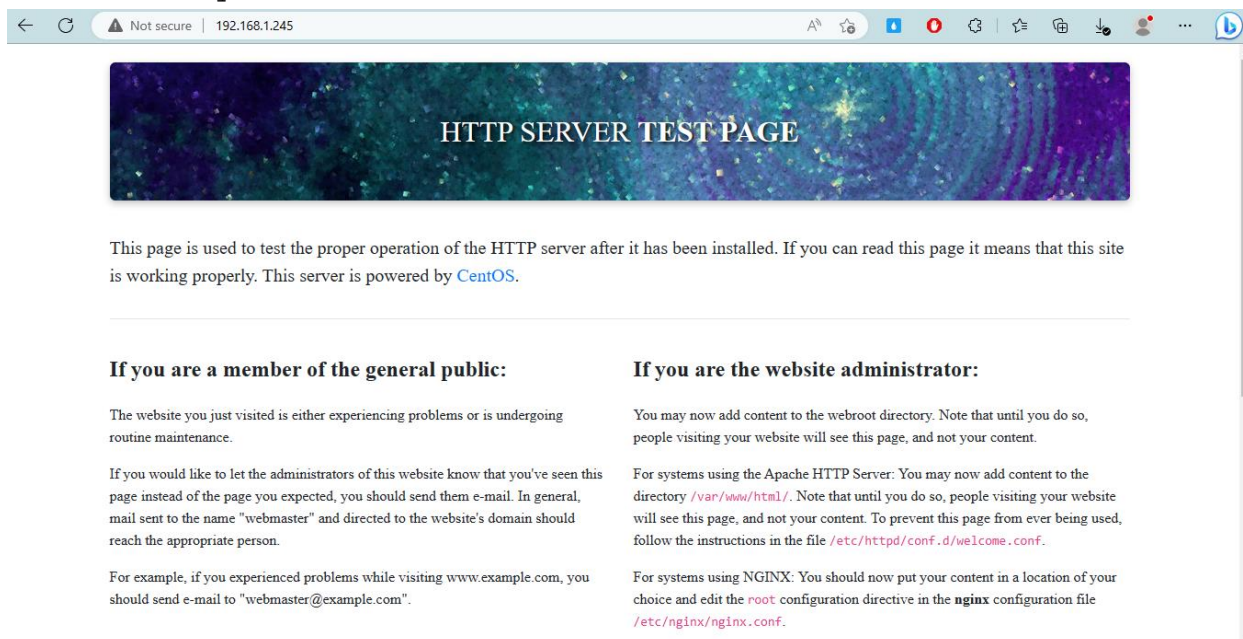 Not secure | 192.168.1.245
HTTP SERVER TEST PAGE
This page is used to test the proper operation of the HTTP server after it has been installed. If you can read this page it means that this site
is working properly. This server is powered by CentOS.
If you are a member of the general public:
The website you just visited is either experiencing problems or is undergoing
routine maintenance.
If you would like to let the administrators of this website know that you've seen this
page instead of the page you expected, you should send them e-mail. In general,
mail sent to the name "webmaster" and directed to the website's domain should
reach the appropriate person.
For example, if you experienced problems while visiting www.example.com, you
should send e-mail to "webmaster@example.com".
If you are the website administrator:
You may now add content to the webroot directory. Note that until you do so,
people visiting your website will see this page, and not your content.
For systems using the Apache HTTP Server: You may now add content to the
directory /var/www/html/. Note that until you do so, people visiting your website
will see this page, and not your content. To prevent this page from ever being used,
follow the instructions in the file /etc/httpd/conf.d/welcome.conf.
For systems using NGINX: You should now put your content in a location of your
choice and edit the root configuration directive in the nginx configuration file
/etc/nginx/nginx.conf.